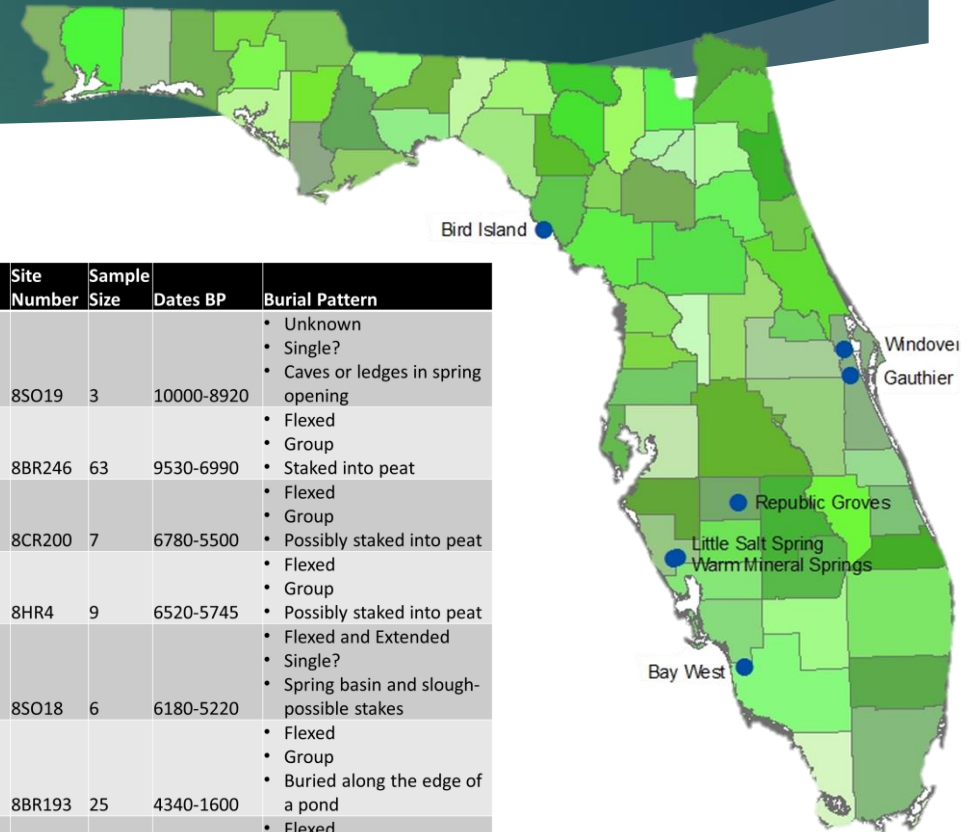 Bird Island
Windove
Gauthier
Republic Groves
Little Salt Spring
Warm Mineral Springs
Bay West
Site Number Sample Size Dates BP Burial Pattern
• Unknown
• Single?
• Caves or ledges in spring
8SO19 3 10000-8920 opening
• Flexed
• Group
8BR246 63 9530-6990 • Staked into peat
• Flexed
• Group
8CR200 7 6780-5500 • Possibly staked into peat
• Flexed
• Group
8HR4 9 6520-5745 • Possibly staked into peat
• Flexed and Extended
• Single?
• Spring basin and slough-
8SO18 6 6180-5220 possible stakes
• Flexed
• Group
• Buried along the edge of
8BR193 25 4340-1600 a pond
• Flexed